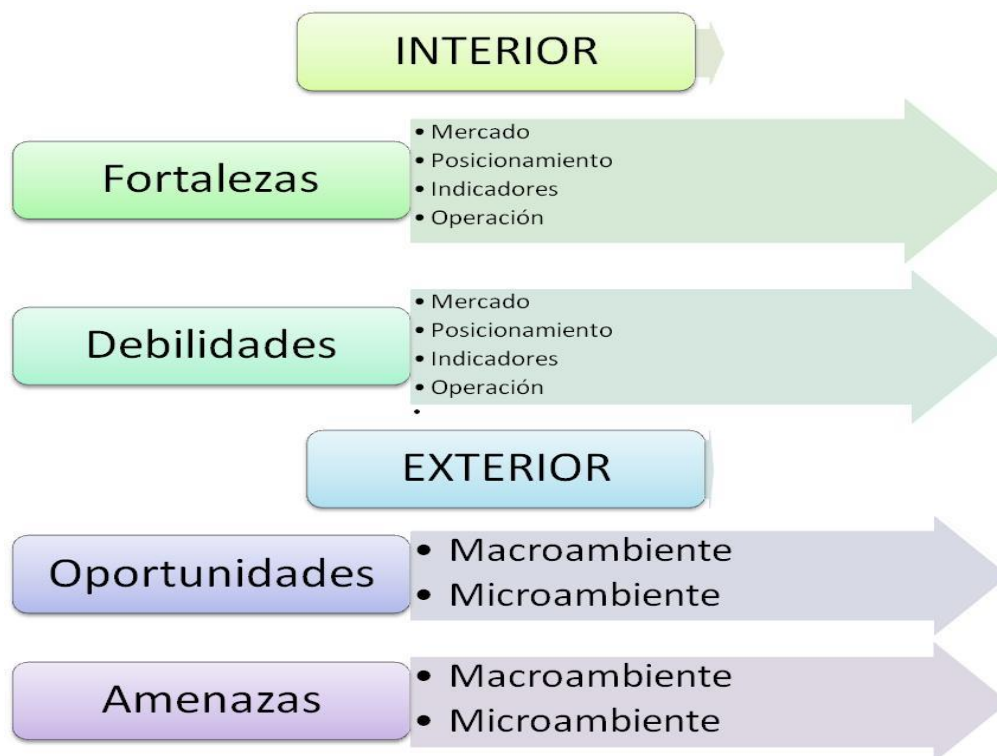 INTERIOR
Fortalezas
• Mercado
• Posicionamiento
• Indicadores
• Operación
Debilidades
• Mercado
• Posicionamiento
• Indicadores
• Operación
•
EXTERIOR
Oportunidades
• Macroambiente
• Microambiente
Amenazas
• Macroambiente
• Microambiente